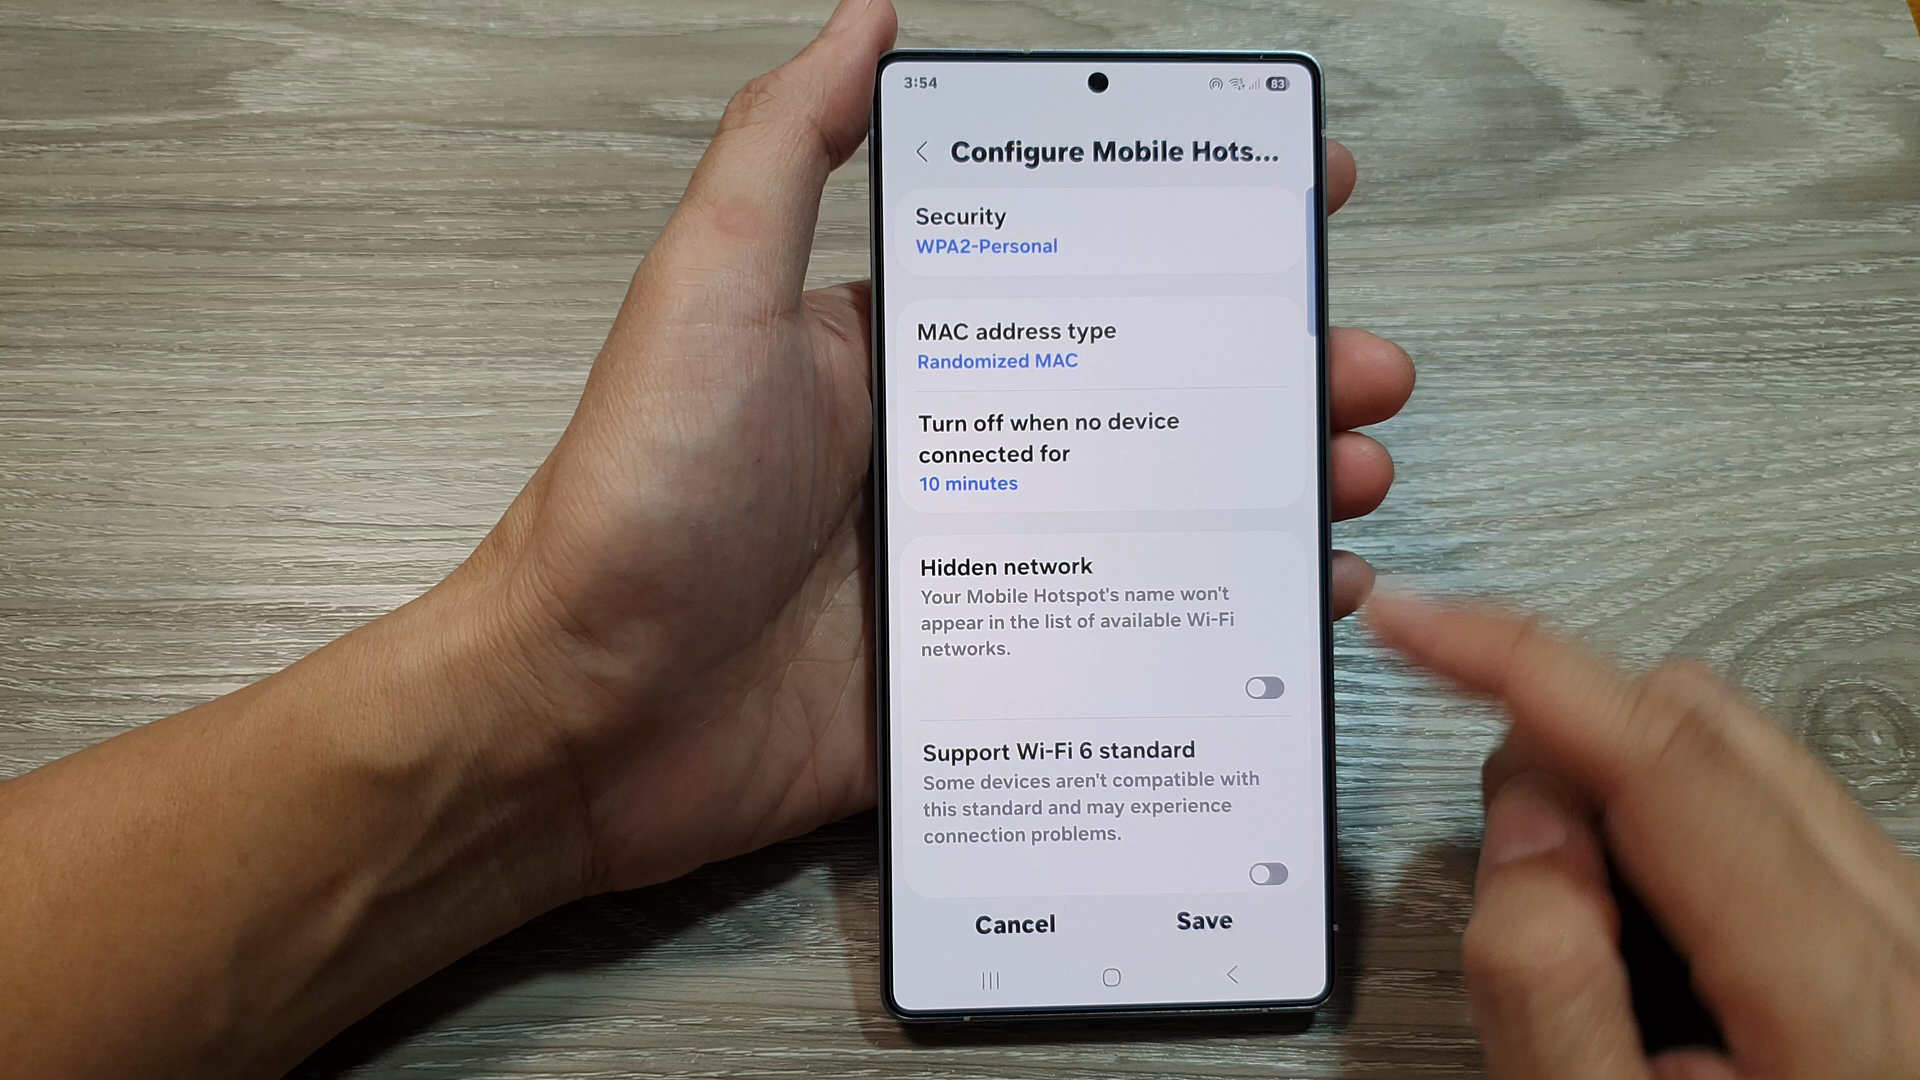 3:54
83
Configure Mobile Hots...
Security
WPA2-Personal
MAC address type
Randomized MAC
Turn off when no device
connected for
10 minutes
Hidden network
Your Mobile Hotspot's name won't
appear in the list of available Wi-Fi
networks.
Support Wi-Fi 6 standard
Some devices aren't compatible with
this standard and may experience
connection problems.
Cancel
Save